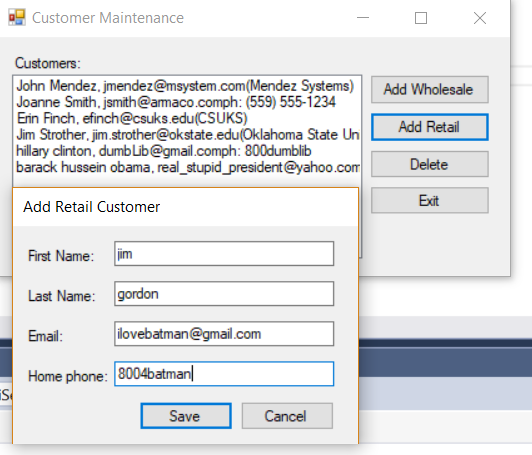 Customer Maintenance
Customers:
John Mendez, jmendez@msystem.com(Mendez Systems)
Joanne Smith, jsmith@armaco.comph: (559) 555-1234
Erin Finch, efinch@csuks.edu(CSUKS)
Jim Strother, jim.strother@okstate.edu(Oklahoma State Un
hillary clinton, dumbLib@gmail.comph: 800dumblib
barack hussein obama, real_stupid_president@yahoo.com
Add Wholesale
Add Retail
Delete
Exit
Add Retail Customer
First Name: jim
Last Name: gordon
Email: ilovebatman@gmail.com
Home phone: 8004batman
Save Cancel